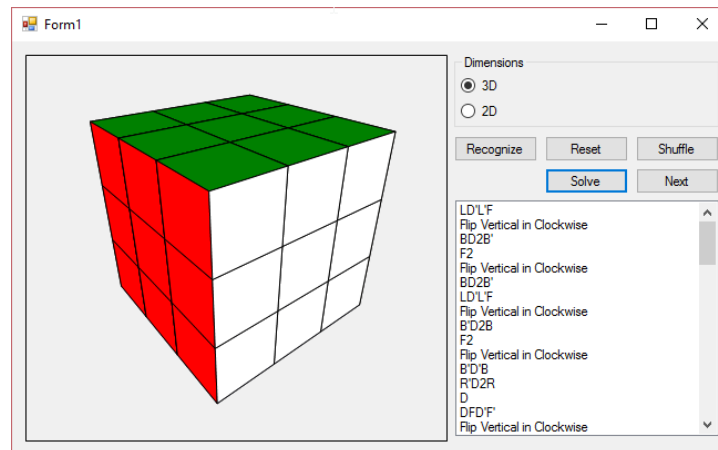 Form1
Dimensions
3D
2D
Recognize Reset Shuffle
Solve Next
LD'L'F
Flip Vertical in Clockwise
BD2B'
F2
Flip Vertical in Clockwise
BD2B'
LD'L'F
Flip Vertical in Clockwise
B'D2B
F2
Flip Vertical in Clockwise
B'D'B
R'D2R
D
DFD'F'
Flip Vertical in Clockwise